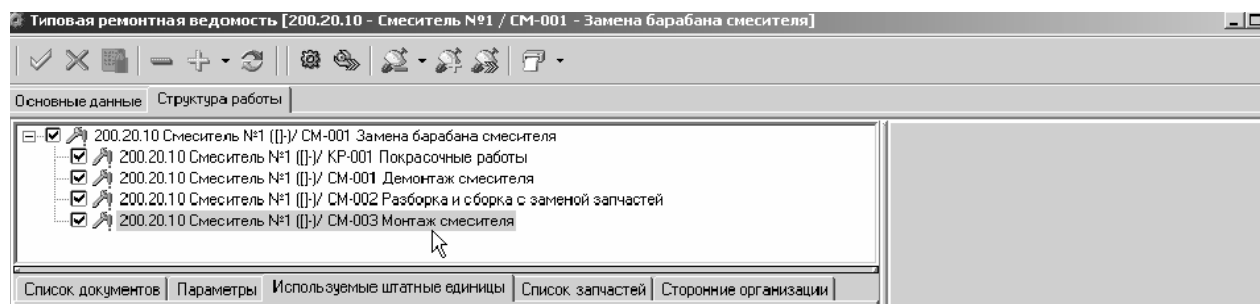 Типовая ремонтная ведомость [200.20.10 - Смеситель №1 / СМ-001 - Замена барабана смесителя]
Основные данные Структура работы
200.20.10 Смеситель №1 ([]-)/ СМ-001 Замена барабана смесителя
200.20.10 Смеситель №1 ([]-)/ КР-001 Покрасочные работы
200.20.10 Смеситель №1 ([]-)/ СМ-001 Демонтаж смесителя
200.20.10 Смеситель №1 ([]-)/ СМ-002 Разборка и сборка с заменой запчастей
200.20.10 Смеситель №1 ([]-)/ СМ-003 Монтаж смесителя
Список документов Параметры Используемые штатные единицы Список запчастей Сторонние организации